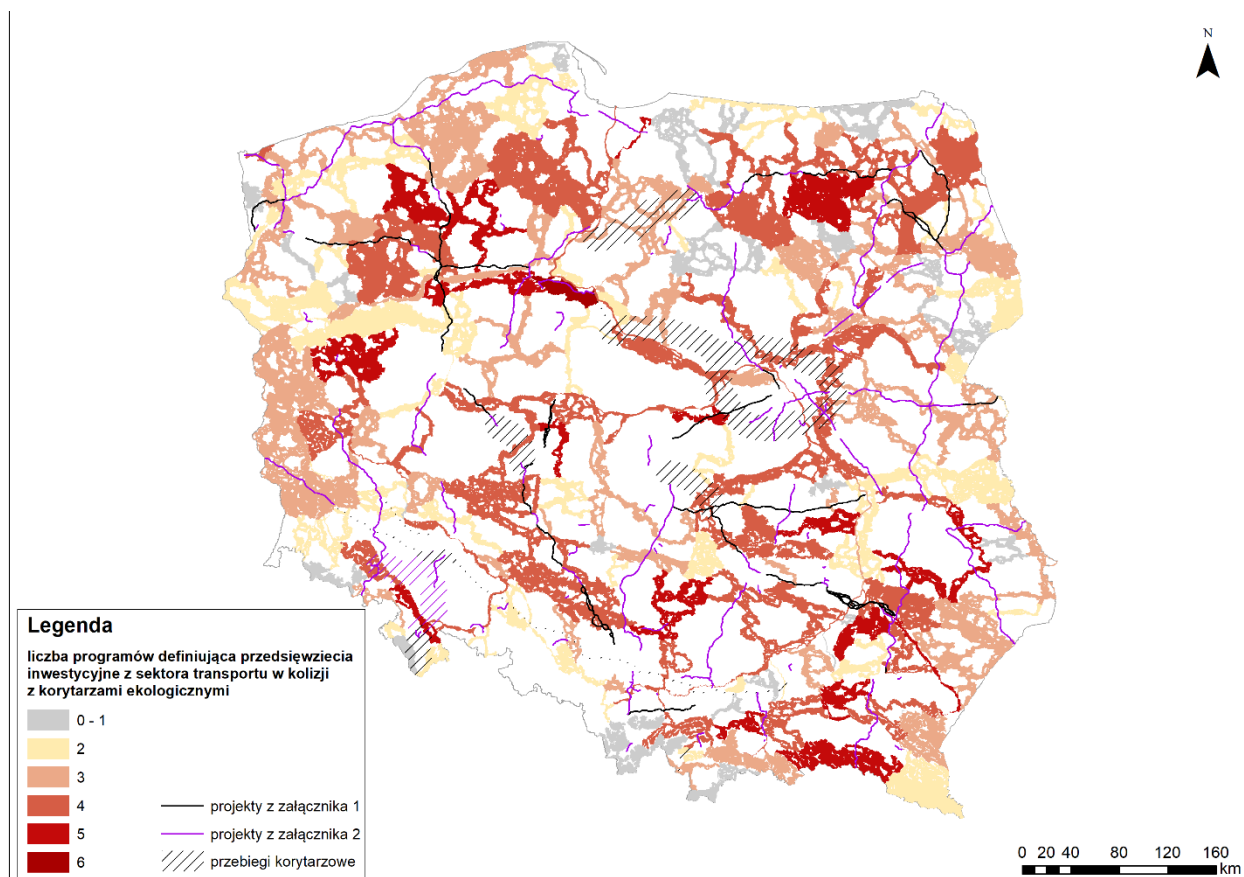 N
Legenda
liczba programów definiująca przedsięwziecia
inwestycyjne z sektora transportu w kolizji
z korytarzami ekologicznymi
0 - 1
2
3
4
5
6
projekty z załącznika 1
projekty z załącznika 2
przebiegi korytarzowe
0 20 40 80 120 160
km